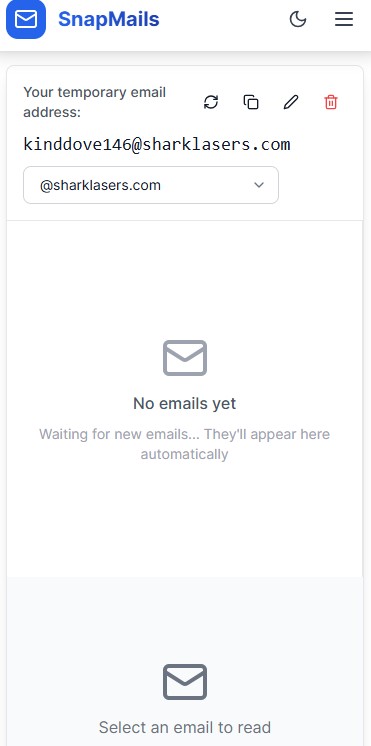 SnapMails
Your temporary email
address:
kinddove146@sharklasers.com
@sharklasers.com
No emails yet
Waiting for new emails... They'll appear here
automatically
Select an email to read